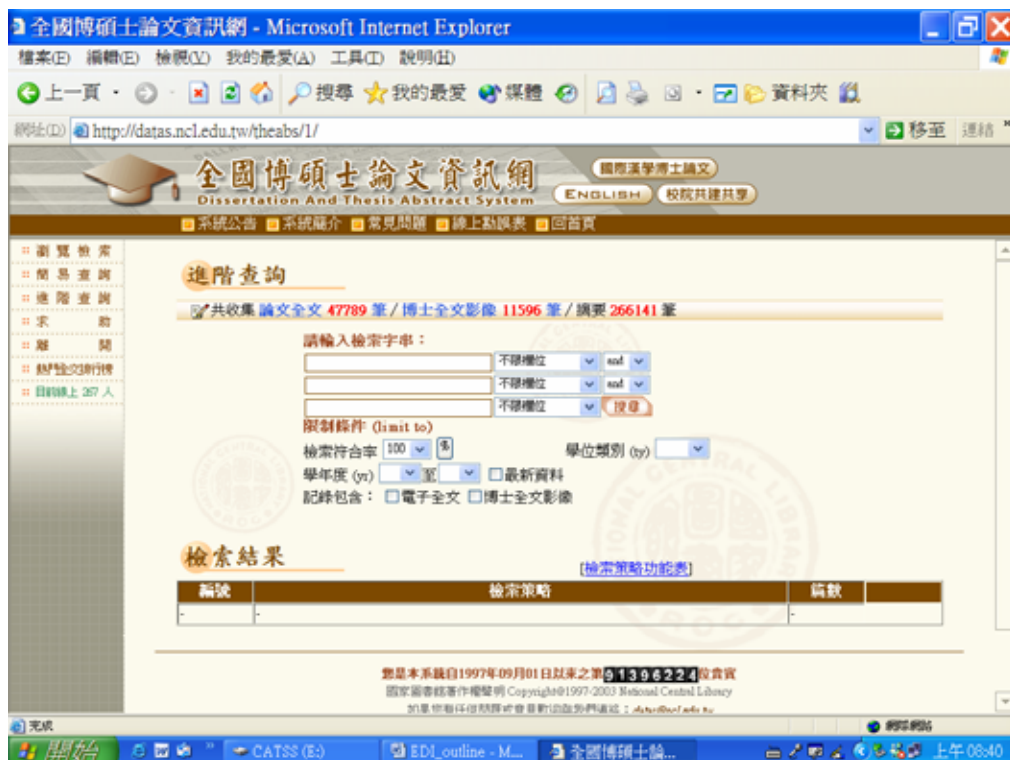 全國博碩士論文資訊網 - Microsoft Internet Explorer
檔案(F) 編輯(E) 檢視(V) 我的最愛(A) 工具(T) 說明(H)
上一頁 搜尋 我的最愛 媒體 資料夾
網址(D) http://datas.ncl.edu.tw/theabs/1/ 移至 連結
全國博碩士論文資訊網 國際漢學博士論文
Dissertation And Thesis Abstract System ENGLISH 校院共建共享
系統公告 系統簡介 常見問題 線上勘誤表 回首頁
瀏覽檢索
簡易查詢
進階查詢
求助
離開
熱門全文排行榜
目前線上 267 人
進階查詢
共收集 論文全文 47789 筆 / 博士全文影像 11596 筆 / 摘要 266141 筆
請輸入檢索字串：
不限欄位 and
不限欄位 and
不限欄位 搜尋
限制條件 (limit to)
檢索符合率 100 % 學位類別 (ty)
學年度 (yr) 至 最新資料
記錄包含： 電子全文 博士全文影像
檢索結果
[檢索策略功能表]
編號 檢索策略 篇數
- - -
您是本系統自1997年09月01日以來之第91396224位貴賓
國家圖書館著作權聲明 Copyright©1997-2003 National Central Library
完成 網際網路
開始 CATSS (E:) EDI_outline - M... 全國博碩士論... 上午 08:40